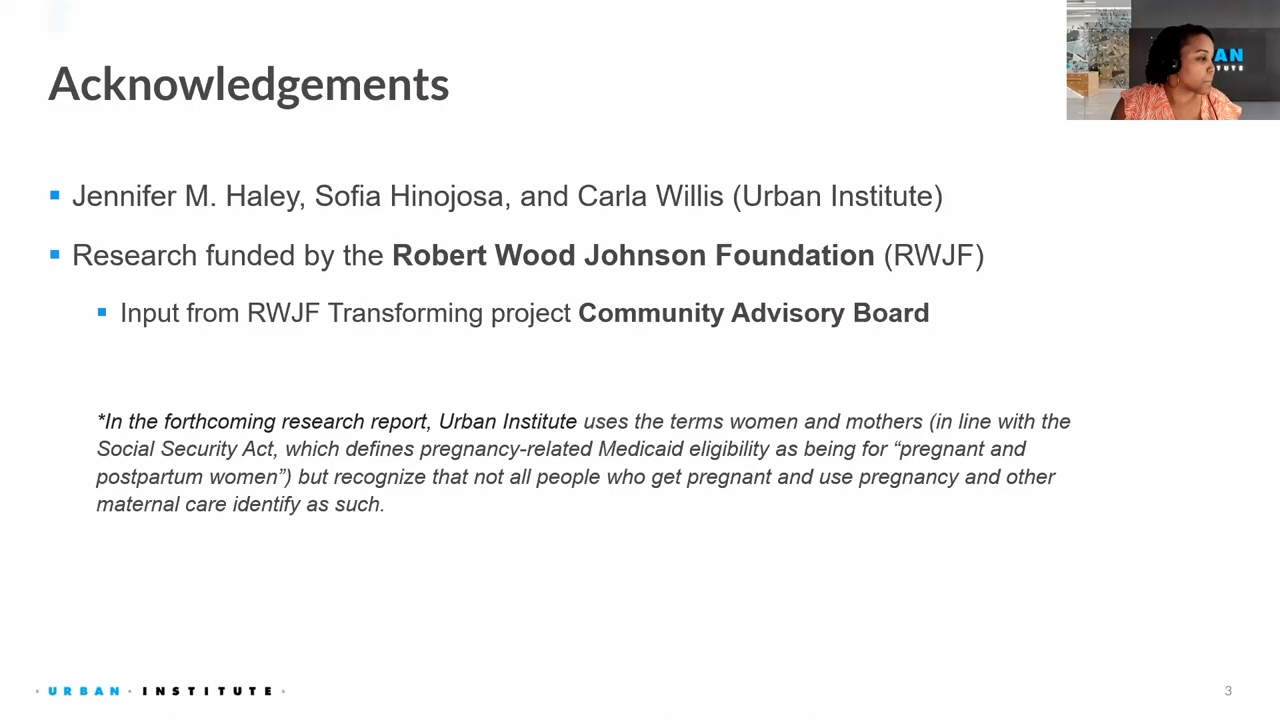 Acknowledgements
▪ Jennifer M. Haley, Sofia Hinojosa, and Carla Willis (Urban Institute)
▪ Research funded by the Robert Wood Johnson Foundation (RWJF)
▪ Input from RWJF Transforming project Community Advisory Board
*In the forthcoming research report, Urban Institute uses the terms women and mothers (in line with the
Social Security Act, which defines pregnancy-related Medicaid eligibility as being for “pregnant and
postpartum women”) but recognize that not all people who get pregnant and use pregnancy and other
maternal care identify as such.
· URBAN · INSTITUTE ·
3